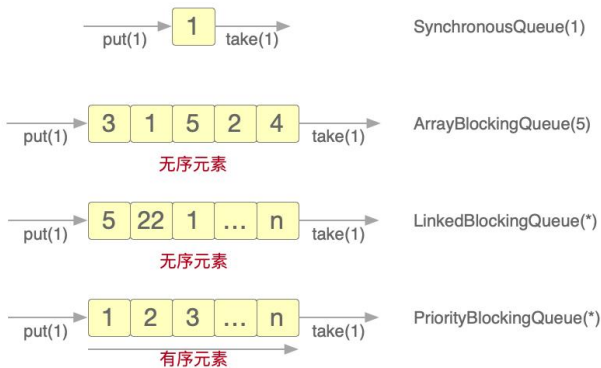 1
put(1) take(1) SynchronousQueue(1)
3 1 5 2 4
put(1) take(1) ArrayBlockingQueue(5)
无序元素
5 22 1 ... n
put(1) take(1) LinkedBlockingQueue(*)
无序元素
1 2 3 ... n
put(1) take(1) PriorityBlockingQueue(*)
有序元素